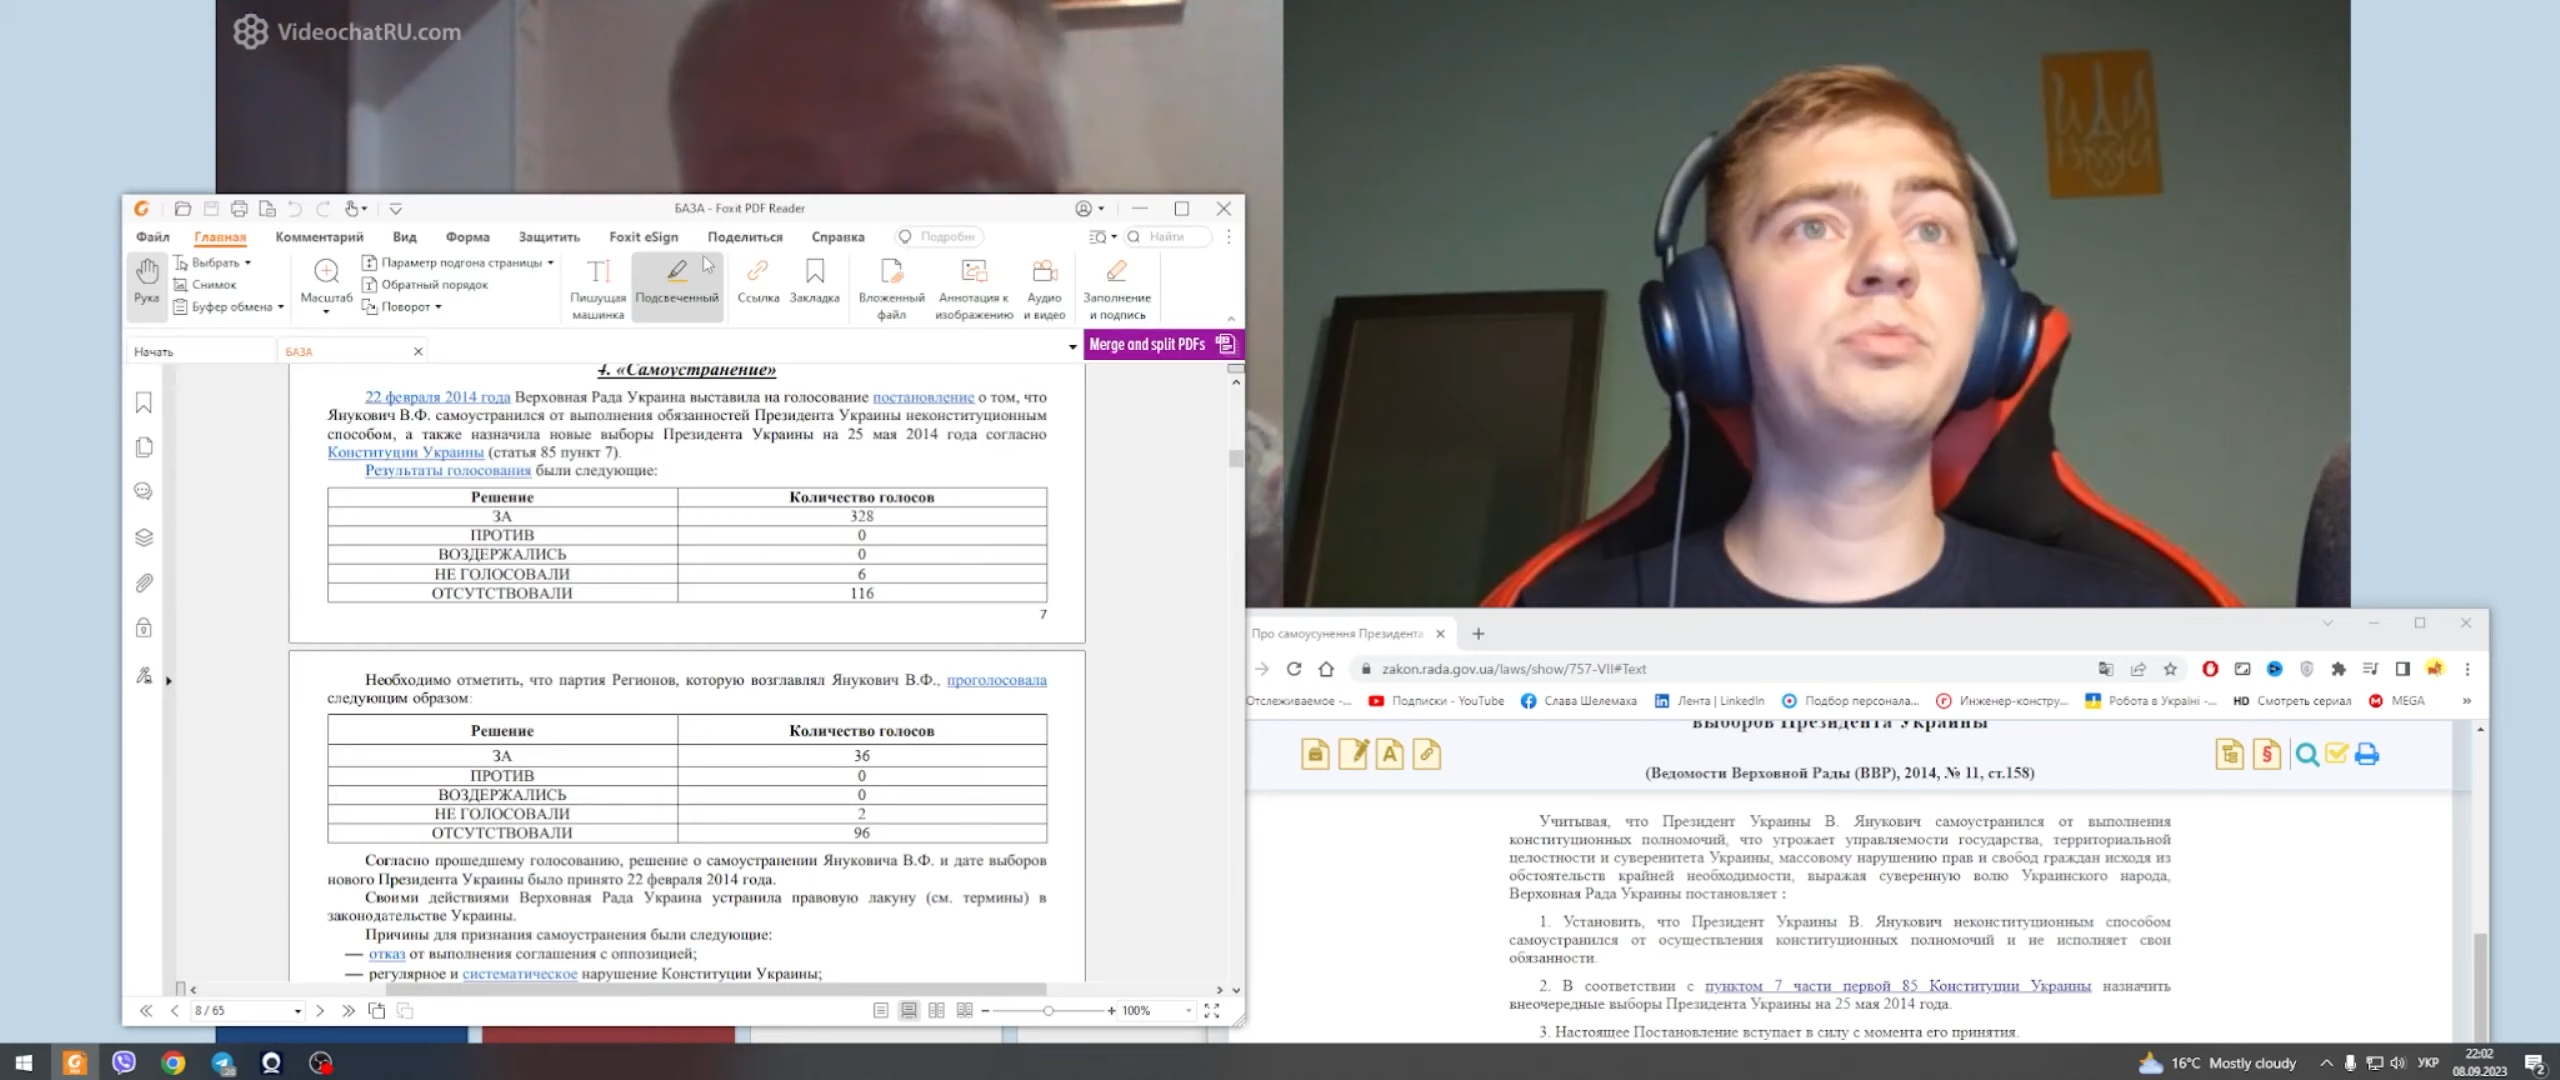 VideochatRU.com
БАЗА - Foxit PDF Reader
Файл Главная Комментарий Вид Форма Защитить Foxit eSign Поделиться Справка Подробн Найти
Рука
Выбрать
Снимок
Буфер обмена
Масштаб
Параметр подгона страницы
Обратный порядок
Поворот
Пишущая машинка
Подсвеченный
Ссылка
Закладка
Вложенный файл
Аннотация к изображению
Аудио и видео
Заполнение и подпись
Начать
БАЗА
Merge and split PDFs
4. «Самоустранение»
22 февраля 2014 года Верховная Рада Украина выставила на голосование постановление о том, что
Янукович В.Ф. самоустранился от выполнения обязанностей Президента Украины неконституционным
способом, а также назначила новые выборы Президента Украины на 25 мая 2014 года согласно
Конституции Украины (статья 85 пункт 7).
Результаты голосования были следующие:
Решение Количество голосов
ЗА 328
ПРОТИВ 0
ВОЗДЕРЖАЛИСЬ 0
НЕ ГОЛОСОВАЛИ 6
ОТСУТСТВОВАЛИ 116
7
Необходимо отметить, что партия Регионов, которую возглавлял Янукович В.Ф., проголосовала
следующим образом:
Решение Количество голосов
ЗА 36
ПРОТИВ 0
ВОЗДЕРЖАЛИСЬ 0
НЕ ГОЛОСОВАЛИ 2
ОТСУТСТВОВАЛИ 96
Согласно прошедшему голосованию, решение о самоустранении Януковича В.Ф. и дате выборов
нового Президента Украины было принято 22 февраля 2014 года.
Своими действиями Верховная Рада Украина устранила правовую лакуну (см. термины) в
законодательстве Украины.
Причины для признания самоустранения были следующие:
— отказ от выполнения соглашения с оппозицией;
— регулярное и систематическое нарушение Конституции Украины;
8 / 65
100%
Про самоусунення Президента
zakon.rada.gov.ua/laws/show/757-VII#Text
Отслеживаемое -... Подписки - YouTube Слава Шелемаха Лента | LinkedIn Подбор персонала... Инженер-констру... Робота в Україні -... HD Смотреть сериал MEGA »
выборов Президента Украины
(Ведомости Верховной Рады (ВВР), 2014, № 11, ст.158)
Учитывая, что Президент Украины В. Янукович самоустранился от выполнения
конституционных полномочий, что угрожает управляемости государства, территориальной
целостности и суверенитета Украины, массовому нарушению прав и свобод граждан исходя из
обстоятельств крайней необходимости, выражая суверенную волю Украинского народа,
Верховная Рада Украины постановляет :
1. Установить, что Президент Украины В. Янукович неконституционным способом
самоустранился от осуществления конституционных полномочий и не исполняет свои
обязанности.
2. В соответствии с пунктом 7 части первой 85 Конституции Украины назначить
внеочередные выборы Президента Украины на 25 мая 2014 года.
3. Настоящее Постановление вступает в силу с момента его принятия.
16°C Mostly cloudy
УКР
22:02
08.09.2023
2